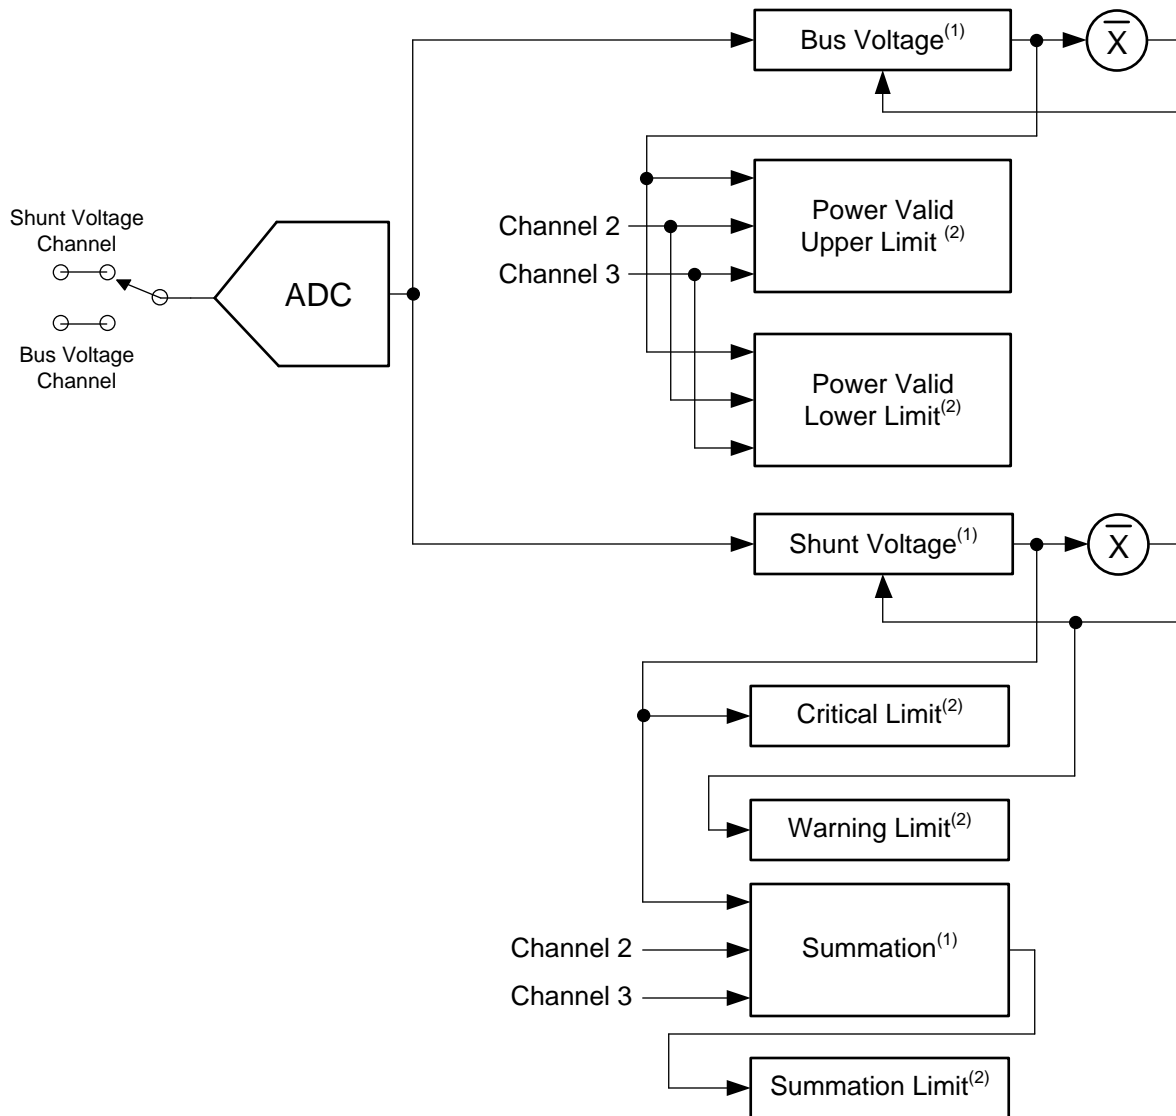 Bus Voltage(1)
X
Shunt Voltage
Channel
Power Valid
Upper Limit (2)
Channel 2
Channel 3
ADC
Bus Voltage
Channel
Power Valid
Lower Limit(2)
Shunt Voltage(1)
X
Critical Limit(2)
Warning Limit(2)
Channel 2
Summation(1)
Channel 3
Summation Limit(2)